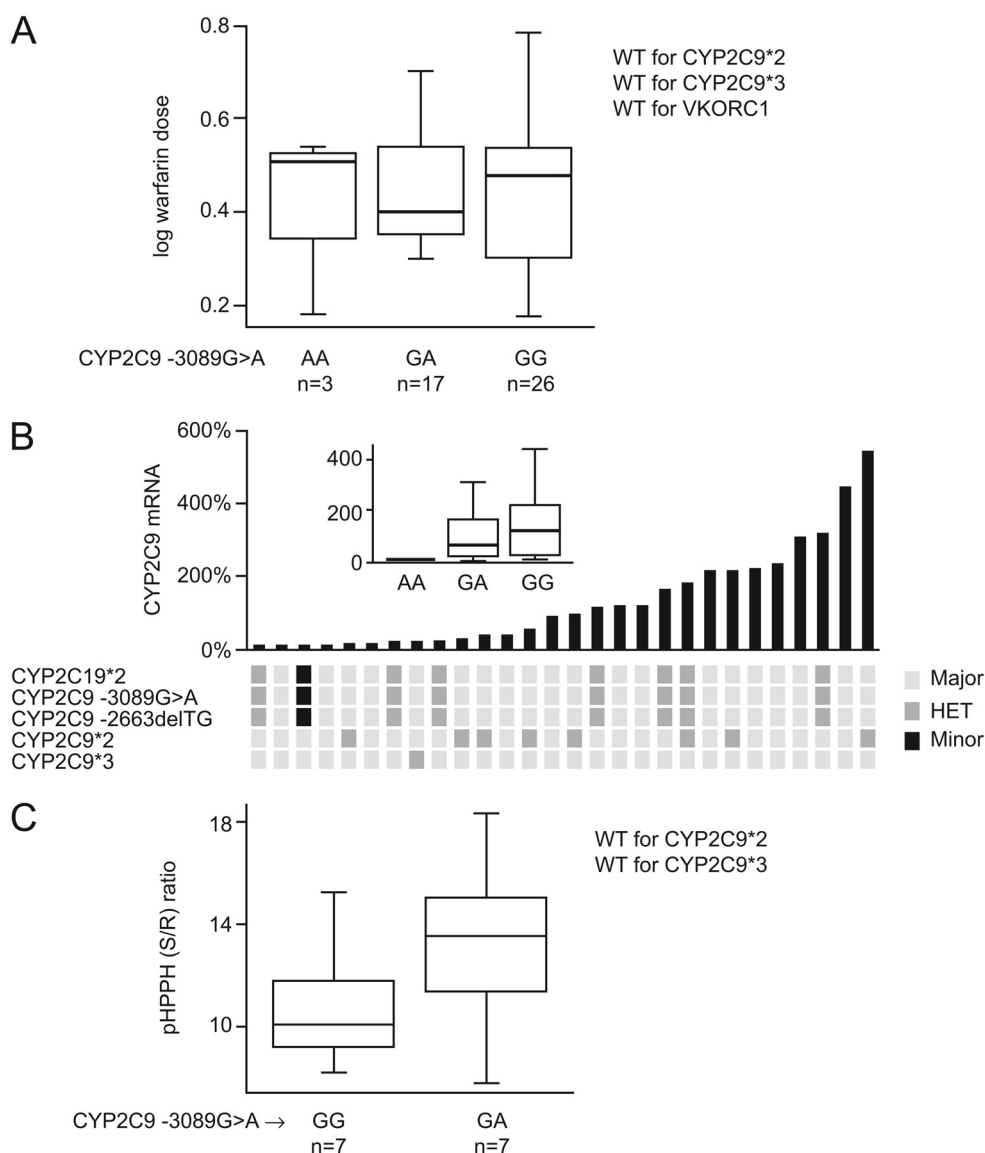 A
0.8
0.6
0.4
0.2
log warfarin dose
WT for CYP2C9*2
WT for CYP2C9*3
WT for VKORC1
CYP2C9 -3089G>A AA GA GG
n=3 n=17 n=26
B
600%
400%
200%
0%
CYP2C9 mRNA
400
200
0
AA GA GG
CYP2C19*2
CYP2C9 -3089G>A
CYP2C9 -2663delTG
CYP2C9*2
CYP2C9*3
Major
HET
Minor
C
18
14
10
pHPPH (S/R) ratio
WT for CYP2C9*2
WT for CYP2C9*3
CYP2C9 -3089G>A → GG GA
n=7 n=7